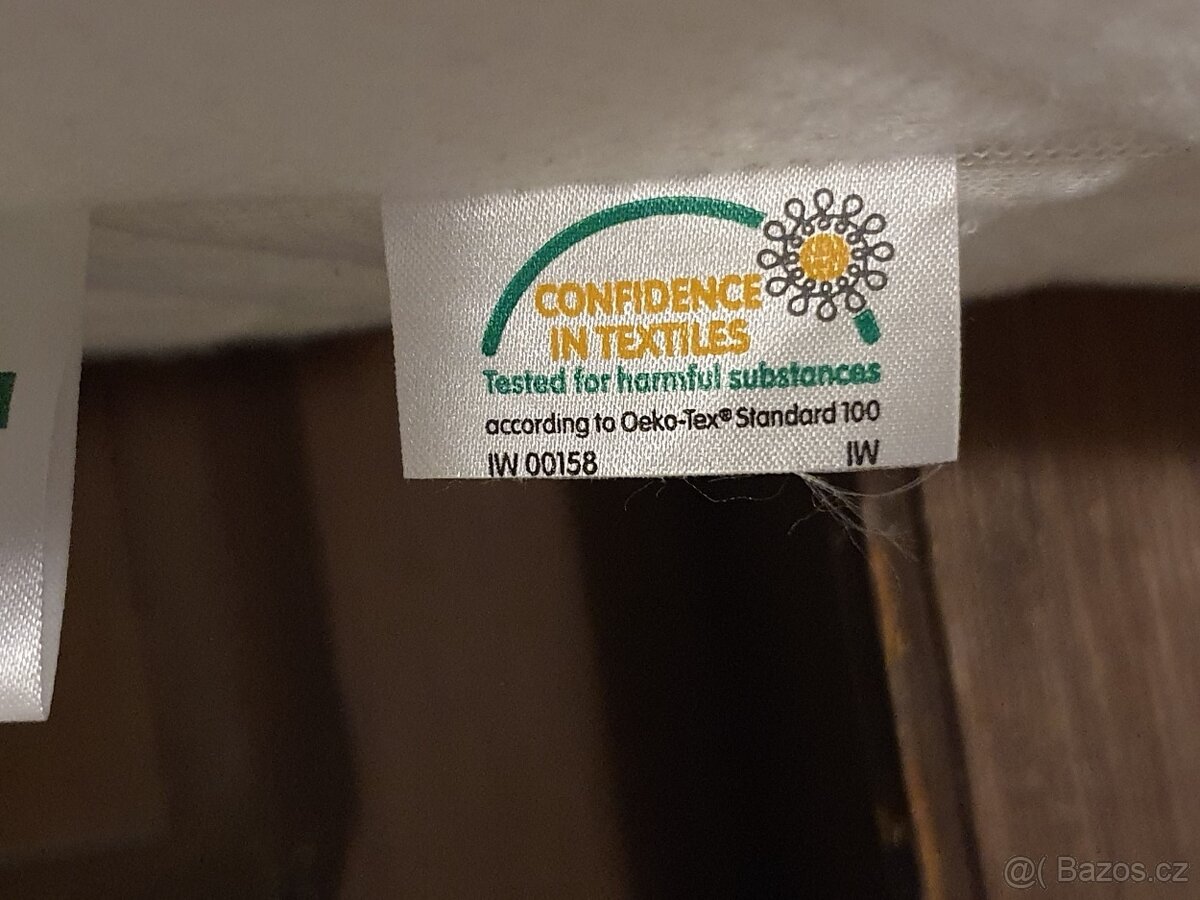 CONFIDENCE
IN TEXTILES
Tested for harmful substances
according to Oeko-Tex® Standard 100
IW 00158 IW
@( Bazos.cz